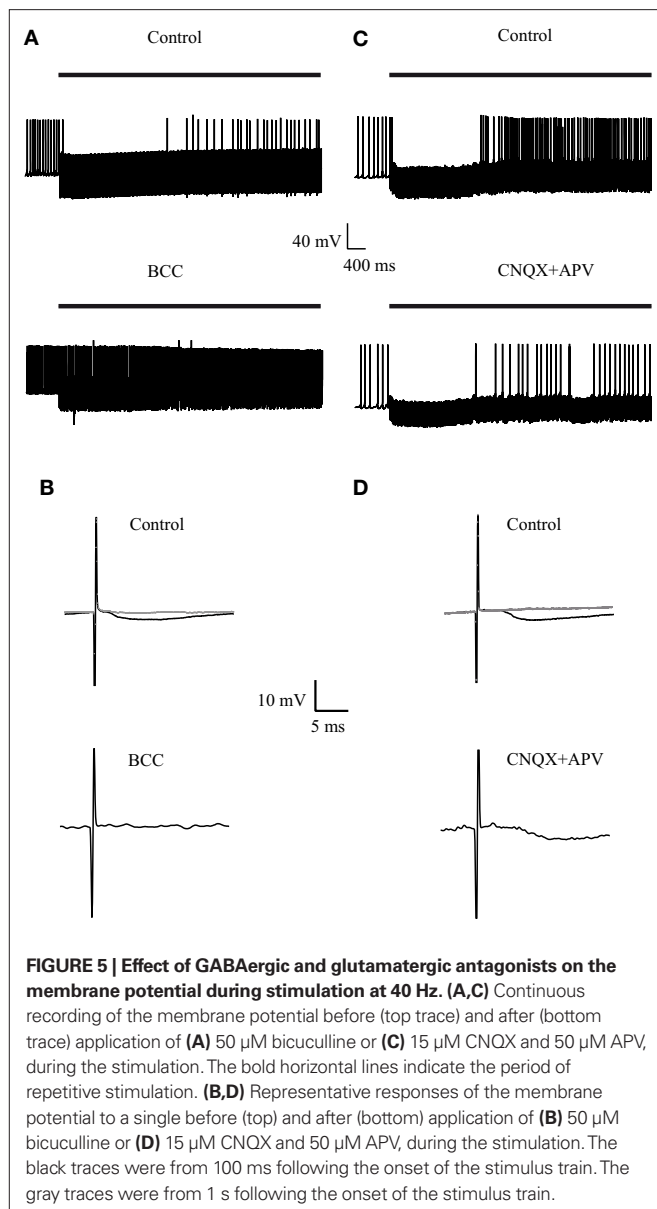 A
Control
C
Control
40 mV
400 ms
BCC
CNQX+APV
B
Control
D
Control
10 mV
5 ms
BCC
CNQX+APV
FIGURE 5 | Effect of GABAergic and glutamatergic antagonists on the
membrane potential during stimulation at 40 Hz. (A,C) Continuous
recording of the membrane potential before (top trace) and after (bottom
trace) application of (A) 50 µM bicuculline or (C) 15 µM CNQX and 50 µM APV,
during the stimulation. The bold horizontal lines indicate the period of
repetitive stimulation. (B,D) Representative responses of the membrane
potential to a single before (top) and after (bottom) application of (B) 50 µM
bicuculline or (D) 15 µM CNQX and 50 µM APV, during the stimulation. The
black traces were from 100 ms following the onset of the stimulus train. The
gray traces were from 1 s following the onset of the stimulus train.